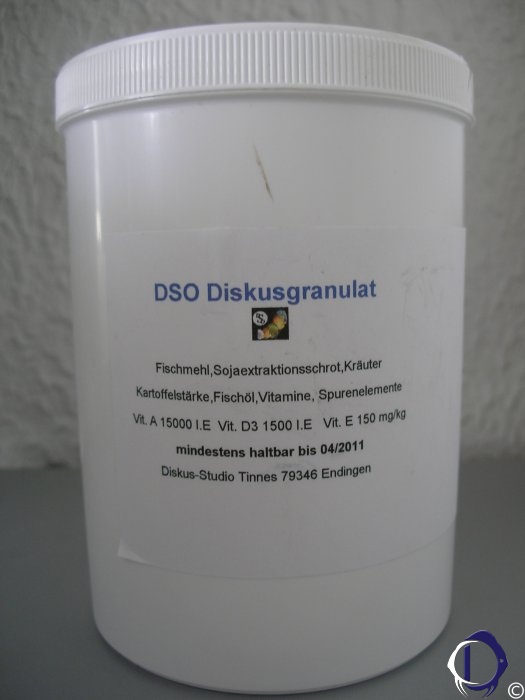 DSO Diskusgranulat
Fischmehl,Sojaextraktionsschrot,Kräuter
Kartoffelstärke,Fischöl,Vitamine, Spurenelemente
Vit. A 15000 I.E Vit. D3 1500 I.E Vit. E 150 mg/kg
mindestens haltbar bis 04/2011
Diskus-Studio Tinnes 79346 Endingen
©